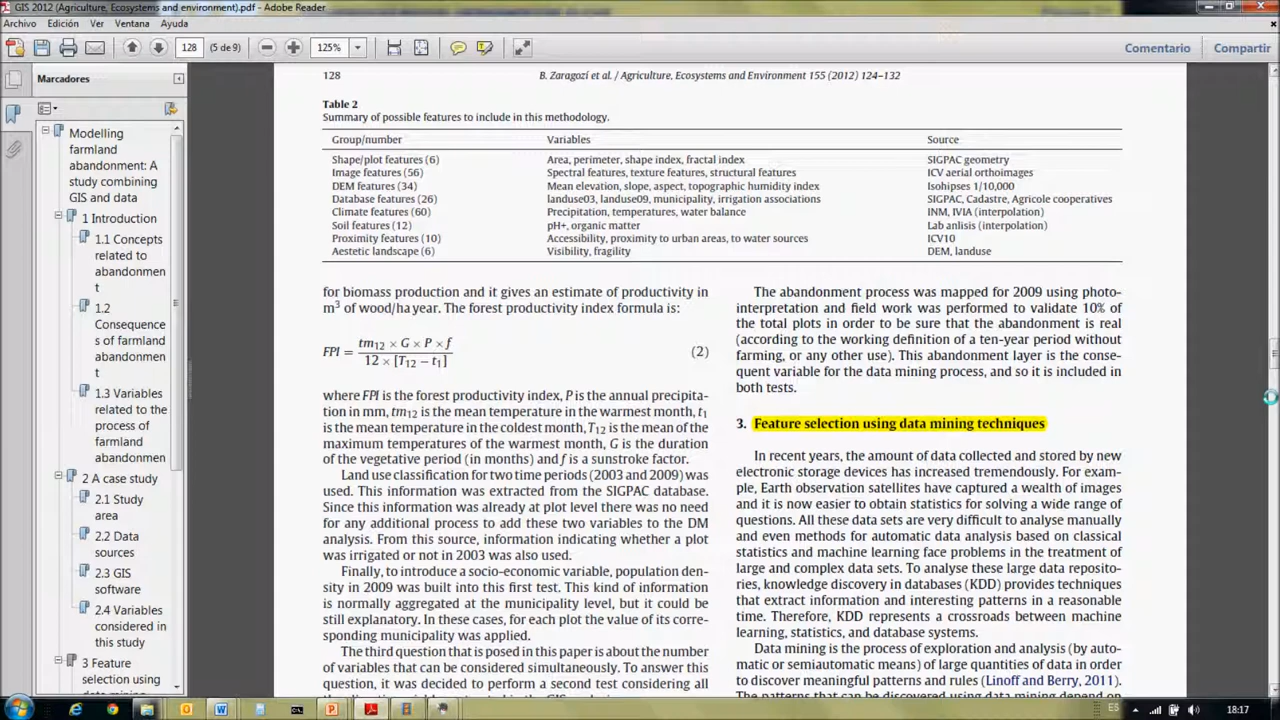 GIS 2012 (Agriculture, Ecosystems and environment).pdf - Adobe Reader
Archivo Edición Ver Ventana Ayuda
128 (5 de 9) 125% Comentario Compartir
Marcadores
Modelling
farmland
abandonment: A
study combining
GIS and data
1 Introduction
1.1 Concepts
related to
abandonmen
t
1.2
Consequence
s of farmland
abandonmen
t
1.3 Variables
related to the
process of
farmland
abandonmen
2 A case study
2.1 Study
area
2.2 Data
sources
2.3 GIS
software
2.4 Variables
considered in
this study
3 Feature
selection using
128 B. Zaragozí et al. / Agriculture, Ecosystems and Environment 155 (2012) 124–132
Table 2
Summary of possible features to include in this methodology.
Group/number Variables Source
Shape/plot features (6) Area, perimeter, shape index, fractal index SIGPAC geometry
Image features (56) Spectral features, texture features, structural features ICV aerial orthoimages
DEM features (34) Mean elevation, slope, aspect, topographic humidity index Isohipses 1/10,000
Database features (26) landuse03, landuse09, municipality, irrigation associations SIGPAC, Cadastre, Agricole cooperatives
Climate features (60) Precipitation, temperatures, water balance INM, IVIA (interpolation)
Soil features (12) pH+, organic matter Lab anlisis (interpolation)
Proximity features (10) Accessibility, proximity to urban areas, to water sources ICV10
Aestetic landscape (6) Visibility, fragility DEM, landuse
for biomass production and it gives an estimate of productivity in
m³ of wood/ha year. The forest productivity index formula is:
FPI = tm12 × G × P × f / 12 × [T12 − t1] (2)
where FPI is the forest productivity index, P is the annual precipita-
tion in mm, tm12 is the mean temperature in the warmest month, t1
is the mean temperature in the coldest month, T12 is the mean of the
maximum temperatures of the warmest month, G is the duration
of the vegetative period (in months) and f is a sunstroke factor.
Land use classification for two time periods (2003 and 2009) was
used. This information was extracted from the SIGPAC database.
Since this information was already at plot level there was no need
for any additional process to add these two variables to the DM
analysis. From this source, information indicating whether a plot
was irrigated or not in 2003 was also used.
Finally, to introduce a socio-economic variable, population den-
sity in 2009 was built into this first test. This kind of information
is normally aggregated at the municipality level, but it could be
still explanatory. In these cases, for each plot the value of its corre-
sponding municipality was applied.
The third question that is posed in this paper is about the number
of variables that can be considered simultaneously. To answer this
question, it was decided to perform a second test considering all
The abandonment process was mapped for 2009 using photo-
interpretation and field work was performed to validate 10% of
the total plots in order to be sure that the abandonment is real
(according to the working definition of a ten-year period without
farming, or any other use). This abandonment layer is the conse-
quent variable for the data mining process, and so it is included in
both tests.
3. Feature selection using data mining techniques
In recent years, the amount of data collected and stored by new
electronic storage devices has increased tremendously. For exam-
ple, Earth observation satellites have captured a wealth of images
and it is now easier to obtain statistics for solving a wide range of
questions. All these data sets are very difficult to analyse manually
and even methods for automatic data analysis based on classical
statistics and machine learning face problems in the treatment of
large and complex data sets. To analyse these large data reposito-
ries, knowledge discovery in databases (KDD) provides techniques
that extract information and interesting patterns in a reasonable
time. Therefore, KDD represents a crossroads between machine
learning, statistics, and database systems.
Data mining is the process of exploration and analysis (by auto-
matic or semiautomatic means) of large quantities of data in order
to discover meaningful patterns and rules (Linoff and Berry, 2011).
The patterns that can be discovered using data mining depend on
ES 18:17